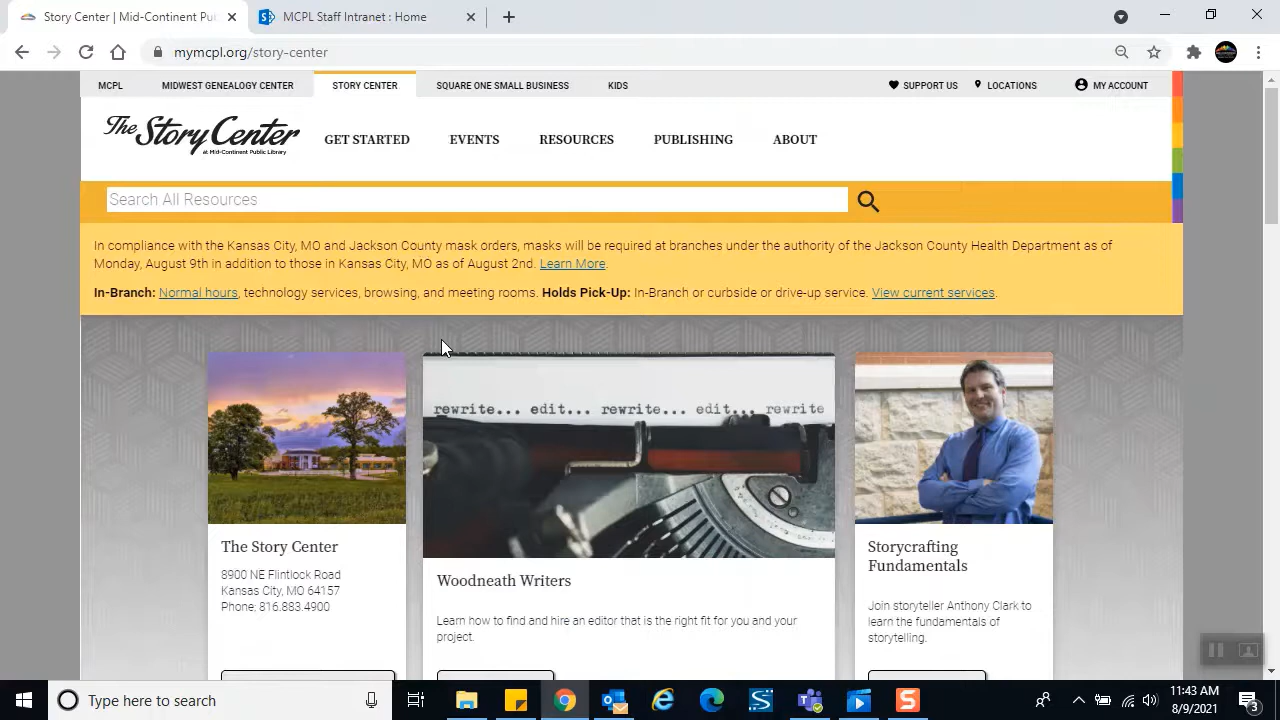 Story Center | Mid-Continent Pu
MCPL Staff Intranet : Home
mymcpl.org/story-center
MCPL
MIDWEST GENEALOGY CENTER
STORY CENTER
SQUARE ONE SMALL BUSINESS
KIDS
SUPPORT US
LOCATIONS
MY ACCOUNT
The Story Center
at Mid-Continent Public Library
GET STARTED
EVENTS
RESOURCES
PUBLISHING
ABOUT
Search All Resources
In compliance with the Kansas City, MO and Jackson County mask orders, masks will be required at branches under the authority of the Jackson County Health Department as of
Monday, August 9th in addition to those in Kansas City, MO as of August 2nd. Learn More.
In-Branch: Normal hours, technology services, browsing, and meeting rooms. Holds Pick-Up: In-Branch or curbside or drive-up service. View current services.
rewrite... edit... rewrite... edit... rewrite
The Story Center
8900 NE Flintlock Road
Kansas City, MO 64157
Phone: 816.883.4900
Woodneath Writers
Learn how to find and hire an editor that is the right fit for you and your
project.
Storycrafting
Fundamentals
Join storyteller Anthony Clark to
learn the fundamentals of
storytelling.
Type here to search
11:43 AM
8/9/2021
3